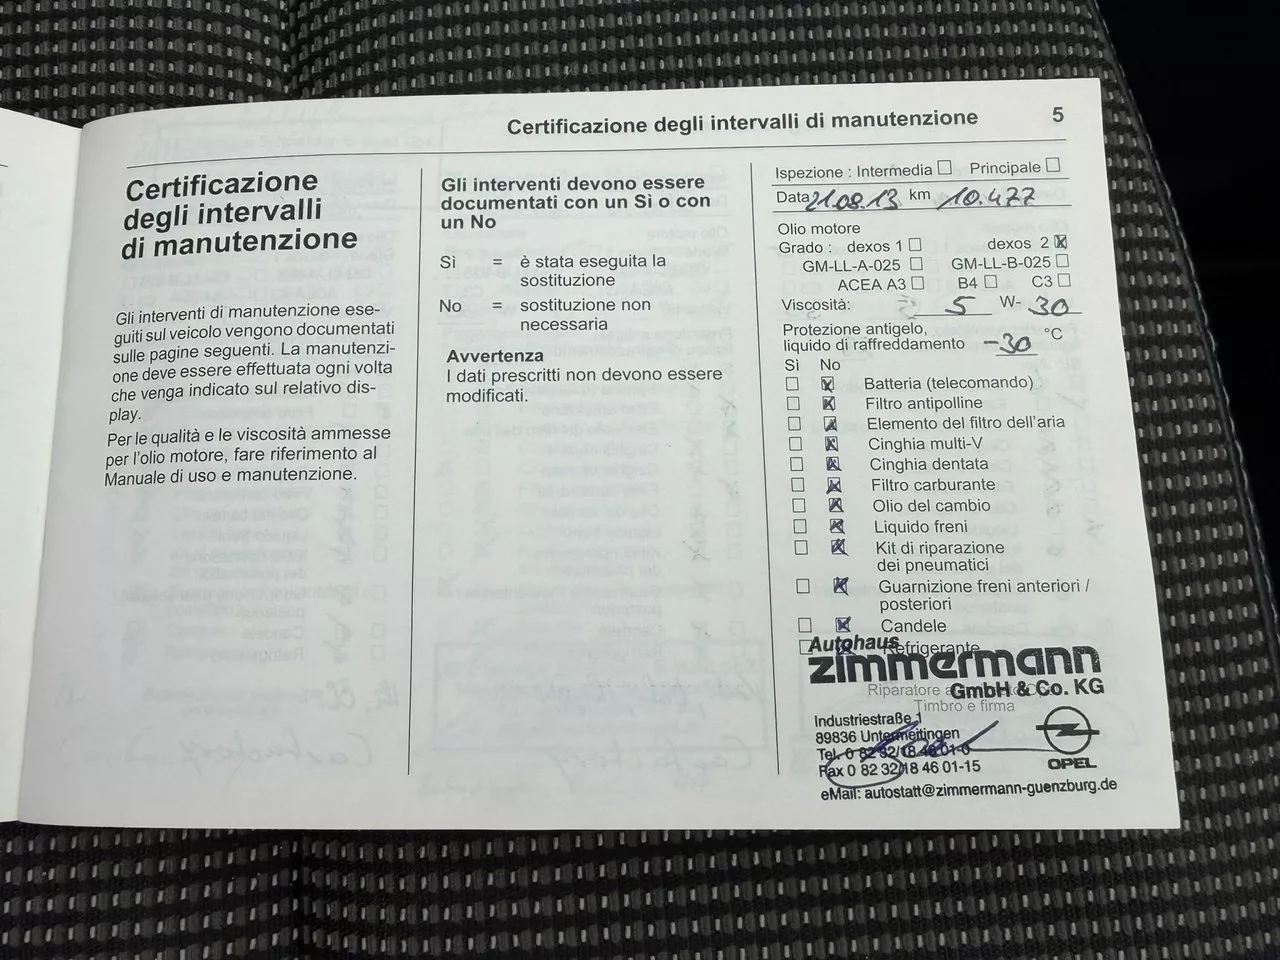 Certificazione degli intervalli di manutenzione 5
Certificazione
degli intervalli
di manutenzione
Gli interventi di manutenzione ese-
guiti sul veicolo vengono documentati
sulle pagine seguenti. La manutenzi-
one deve essere effettuata ogni volta
che venga indicato sul relativo dis-
play.
Per le qualità e le viscosità ammesse
per l'olio motore, fare riferimento al
Manuale di uso e manutenzione.
Gli interventi devono essere
documentati con un Sì o con
un No
Sì = è stata eseguita la
sostituzione
No = sostituzione non
necessaria
Avvertenza
I dati prescritti non devono essere
modificati.
Ispezione : Intermedia Principale
Data 21.08.13 km 10.477
Olio motore
Grado : dexos 1 dexos 2
GM-LL-A-025 GM-LL-B-025
ACEA A3 B4 C3
Viscosità: 5 W- 30
Protezione antigelo,
liquido di raffreddamento -30 °C
Sì No
Batteria (telecomando)
Filtro antipolline
Elemento del filtro dell'aria
Cinghia multi-V
Cinghia dentata
Filtro carburante
Olio del cambio
Liquido freni
Kit di riparazione
dei pneumatici
Guarnizione freni anteriori /
posteriori
Candele
Refrigerante
Autohaus
zimmermann
Riparatore
GmbH & Co. KG
Timbro e firma
Industriestraße 1
89836 Untermeitingen
Tel. 0 82 32/18 46 01-0
Fax 0 82 32/18 46 01-15
OPEL
eMail: autostatt@zimmermann-guenzburg.de